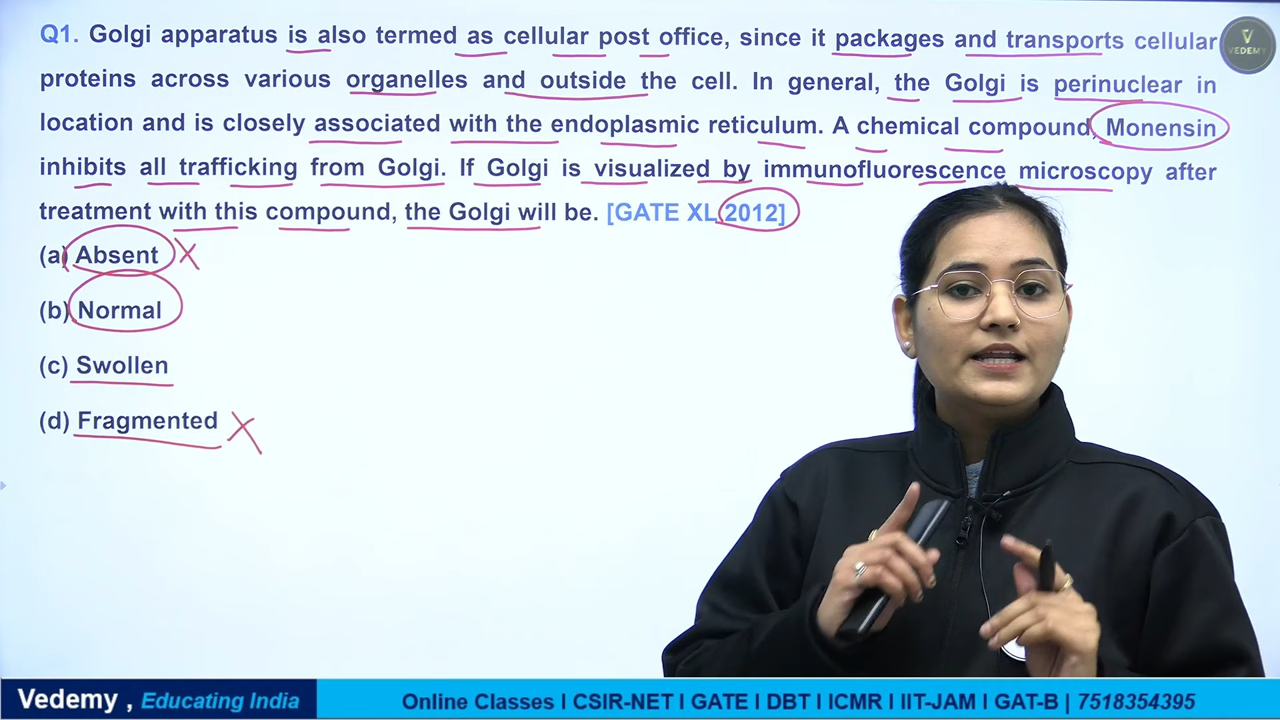 Q1. Golgi apparatus is also termed as cellular post office, since it packages and transports cellular
proteins across various organelles and outside the cell. In general, the Golgi is perinuclear in
location and is closely associated with the endoplasmic reticulum. A chemical compound, Monensin
inhibits all trafficking from Golgi. If Golgi is visualized by immunofluorescence microscopy after
treatment with this compound, the Golgi will be. [GATE XL 2012]
(a) Absent X
(b) Normal
(c) Swollen
(d) Fragmented X
V
VEDEMY
Vedemy , Educating India
Online Classes I CSIR-NET I GATE I DBT I ICMR I IIT-JAM I GAT-B | 7518354395